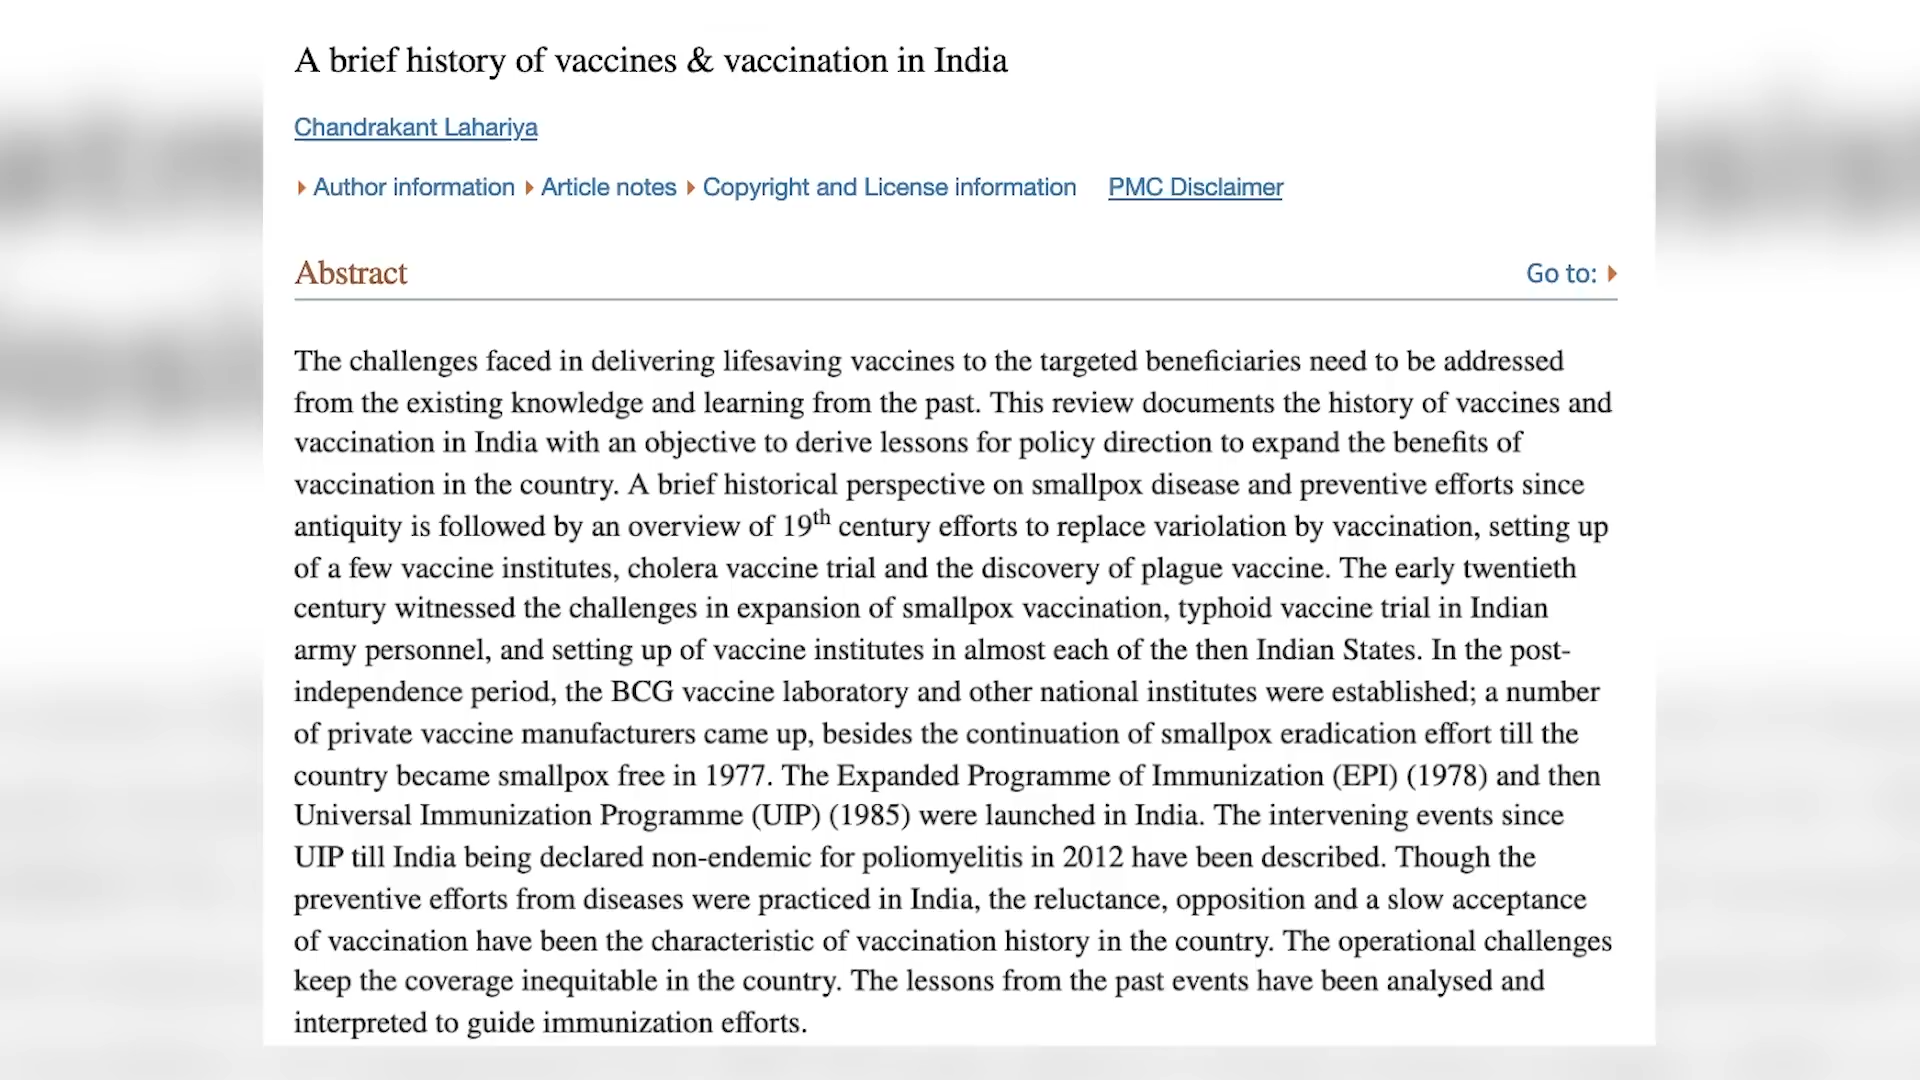 A brief history of vaccines & vaccination in India
Chandrakant Lahariya
Author information Article notes Copyright and License information PMC Disclaimer
Abstract Go to:
The challenges faced in delivering lifesaving vaccines to the targeted beneficiaries need to be addressed
from the existing knowledge and learning from the past. This review documents the history of vaccines and
vaccination in India with an objective to derive lessons for policy direction to expand the benefits of
vaccination in the country. A brief historical perspective on smallpox disease and preventive efforts since
antiquity is followed by an overview of 19th century efforts to replace variolation by vaccination, setting up
of a few vaccine institutes, cholera vaccine trial and the discovery of plague vaccine. The early twentieth
century witnessed the challenges in expansion of smallpox vaccination, typhoid vaccine trial in Indian
army personnel, and setting up of vaccine institutes in almost each of the then Indian States. In the post-
independence period, the BCG vaccine laboratory and other national institutes were established; a number
of private vaccine manufacturers came up, besides the continuation of smallpox eradication effort till the
country became smallpox free in 1977. The Expanded Programme of Immunization (EPI) (1978) and then
Universal Immunization Programme (UIP) (1985) were launched in India. The intervening events since
UIP till India being declared non-endemic for poliomyelitis in 2012 have been described. Though the
preventive efforts from diseases were practiced in India, the reluctance, opposition and a slow acceptance
of vaccination have been the characteristic of vaccination history in the country. The operational challenges
keep the coverage inequitable in the country. The lessons from the past events have been analysed and
interpreted to guide immunization efforts.